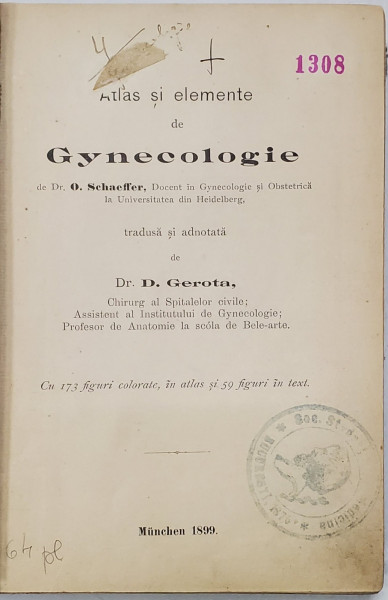 1308
Atlas și elemente
de
Gynecologie
de Dr. O. Schaeffer, Docent în Gynecologie și Obstetrică
la Universitatea din Heidelberg,
tradusă și adnotată
de
Dr. D. Gerota,
Chirurg al Spitalelor civile;
Assistent al Institutului de Gynecologie;
Profesor de Anatomie la scóla de Bele-arte.
Cu 173 figuri colorate, în atlas și 59 figuri în text.
München 1899.
64 pl